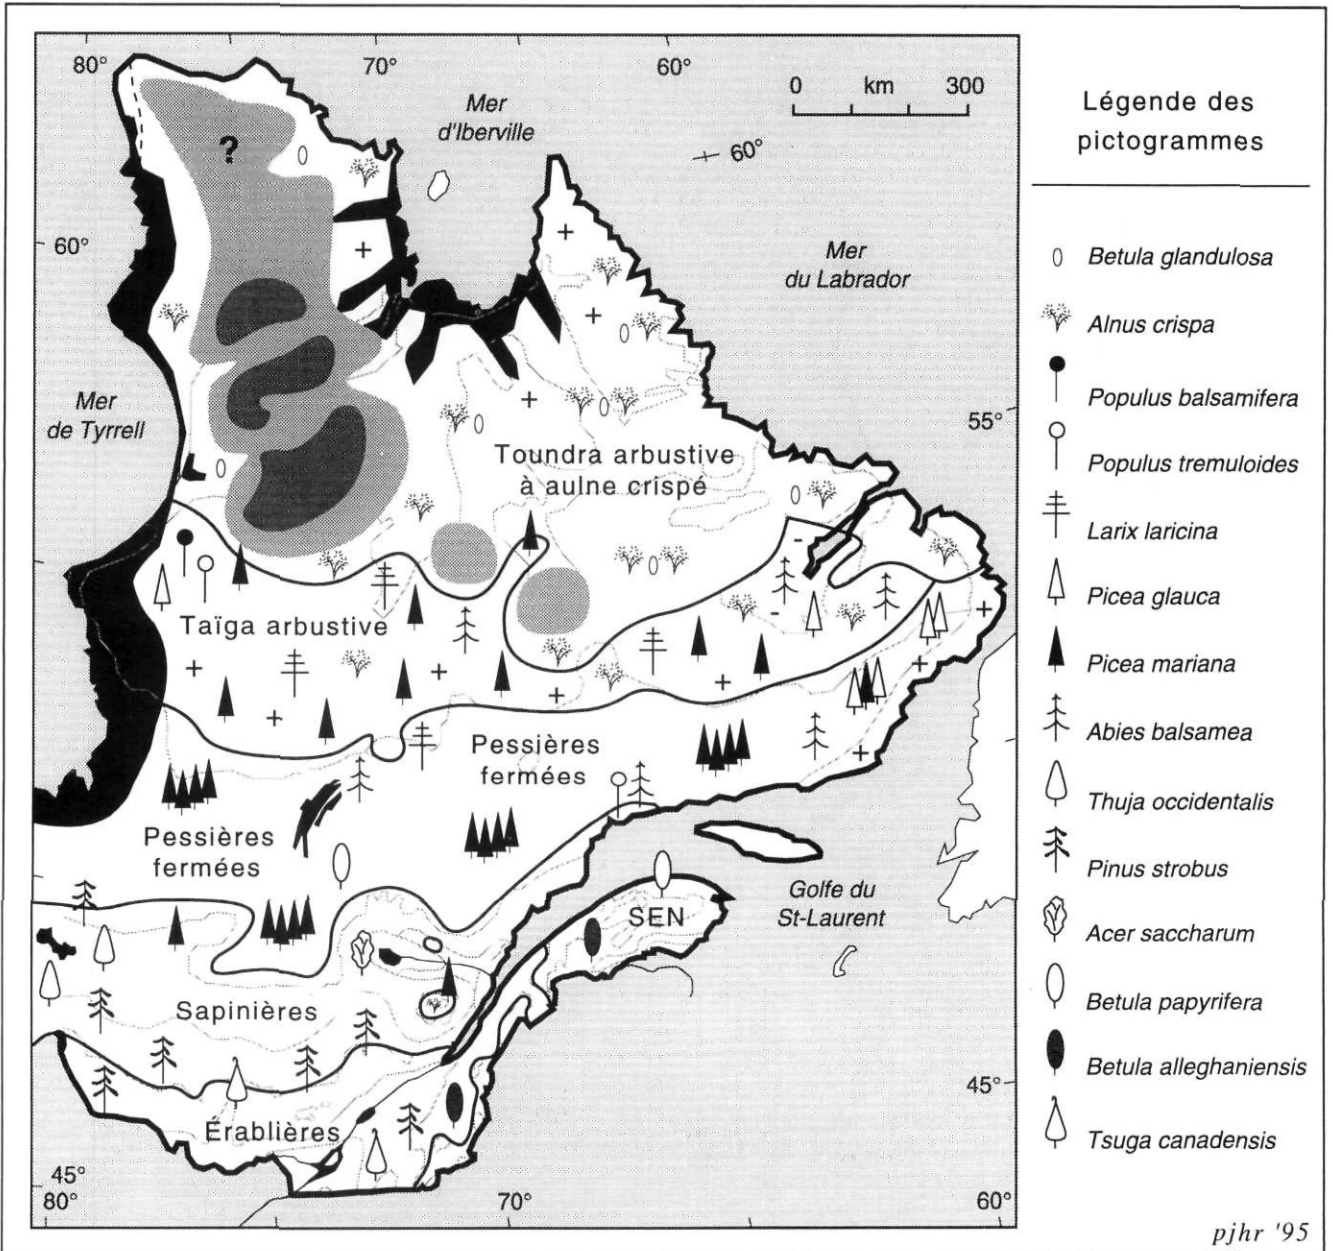 80°
70°
60°
0 km 300
Mer
d'Iberville
?
60°
60°
Mer
du Labrador
Mer
de Tyrrell
55°
Toundra arbustive
à aulne crispé
Taïga arbustive
Pessières
fermées
Pessières
fermées
Golfe du
St-Laurent
SEN
Sapinières
Érablières
45°
45°
80°
70°
60°
Légende des
pictogrammes
Betula glandulosa
Alnus crispa
Populus balsamifera
Populus tremuloides
Larix laricina
Picea glauca
Picea mariana
Abies balsamea
Thuja occidentalis
Pinus strobus
Acer saccharum
Betula papyrifera
Betula alleghaniensis
Tsuga canadensis
pjhr '95